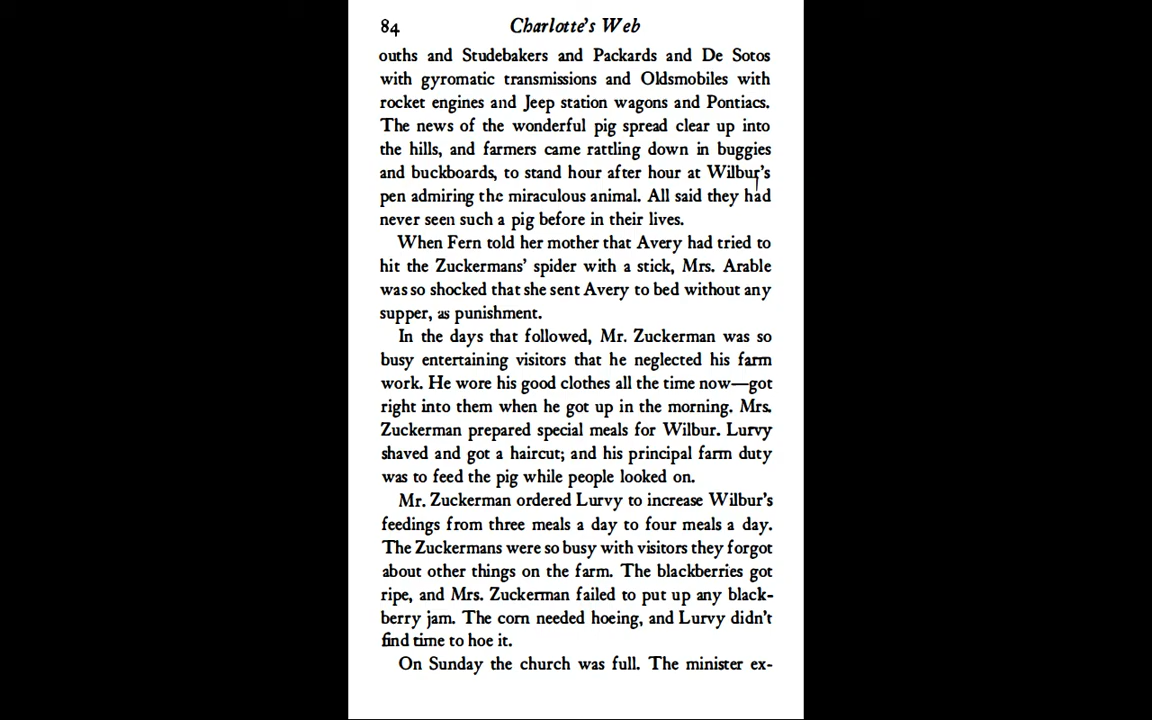 84 Charlotte's Web
ouths and Studebakers and Packards and De Sotos
with gyromatic transmissions and Oldsmobiles with
rocket engines and Jeep station wagons and Pontiacs.
The news of the wonderful pig spread clear up into
the hills, and farmers came rattling down in buggies
and buckboards, to stand hour after hour at Wilbur's
pen admiring the miraculous animal. All said they had
never seen such a pig before in their lives.
When Fern told her mother that Avery had tried to
hit the Zuckermans' spider with a stick, Mrs. Arable
was so shocked that she sent Avery to bed without any
supper, as punishment.
In the days that followed, Mr. Zuckerman was so
busy entertaining visitors that he neglected his farm
work. He wore his good clothes all the time now—got
right into them when he got up in the morning. Mrs.
Zuckerman prepared special meals for Wilbur. Lurvy
shaved and got a haircut; and his principal farm duty
was to feed the pig while people looked on.
Mr. Zuckerman ordered Lurvy to increase Wilbur's
feedings from three meals a day to four meals a day.
The Zuckermans were so busy with visitors they forgot
about other things on the farm. The blackberries got
ripe, and Mrs. Zuckerman failed to put up any black-
berry jam. The corn needed hoeing, and Lurvy didn't
find time to hoe it.
On Sunday the church was full. The minister ex-